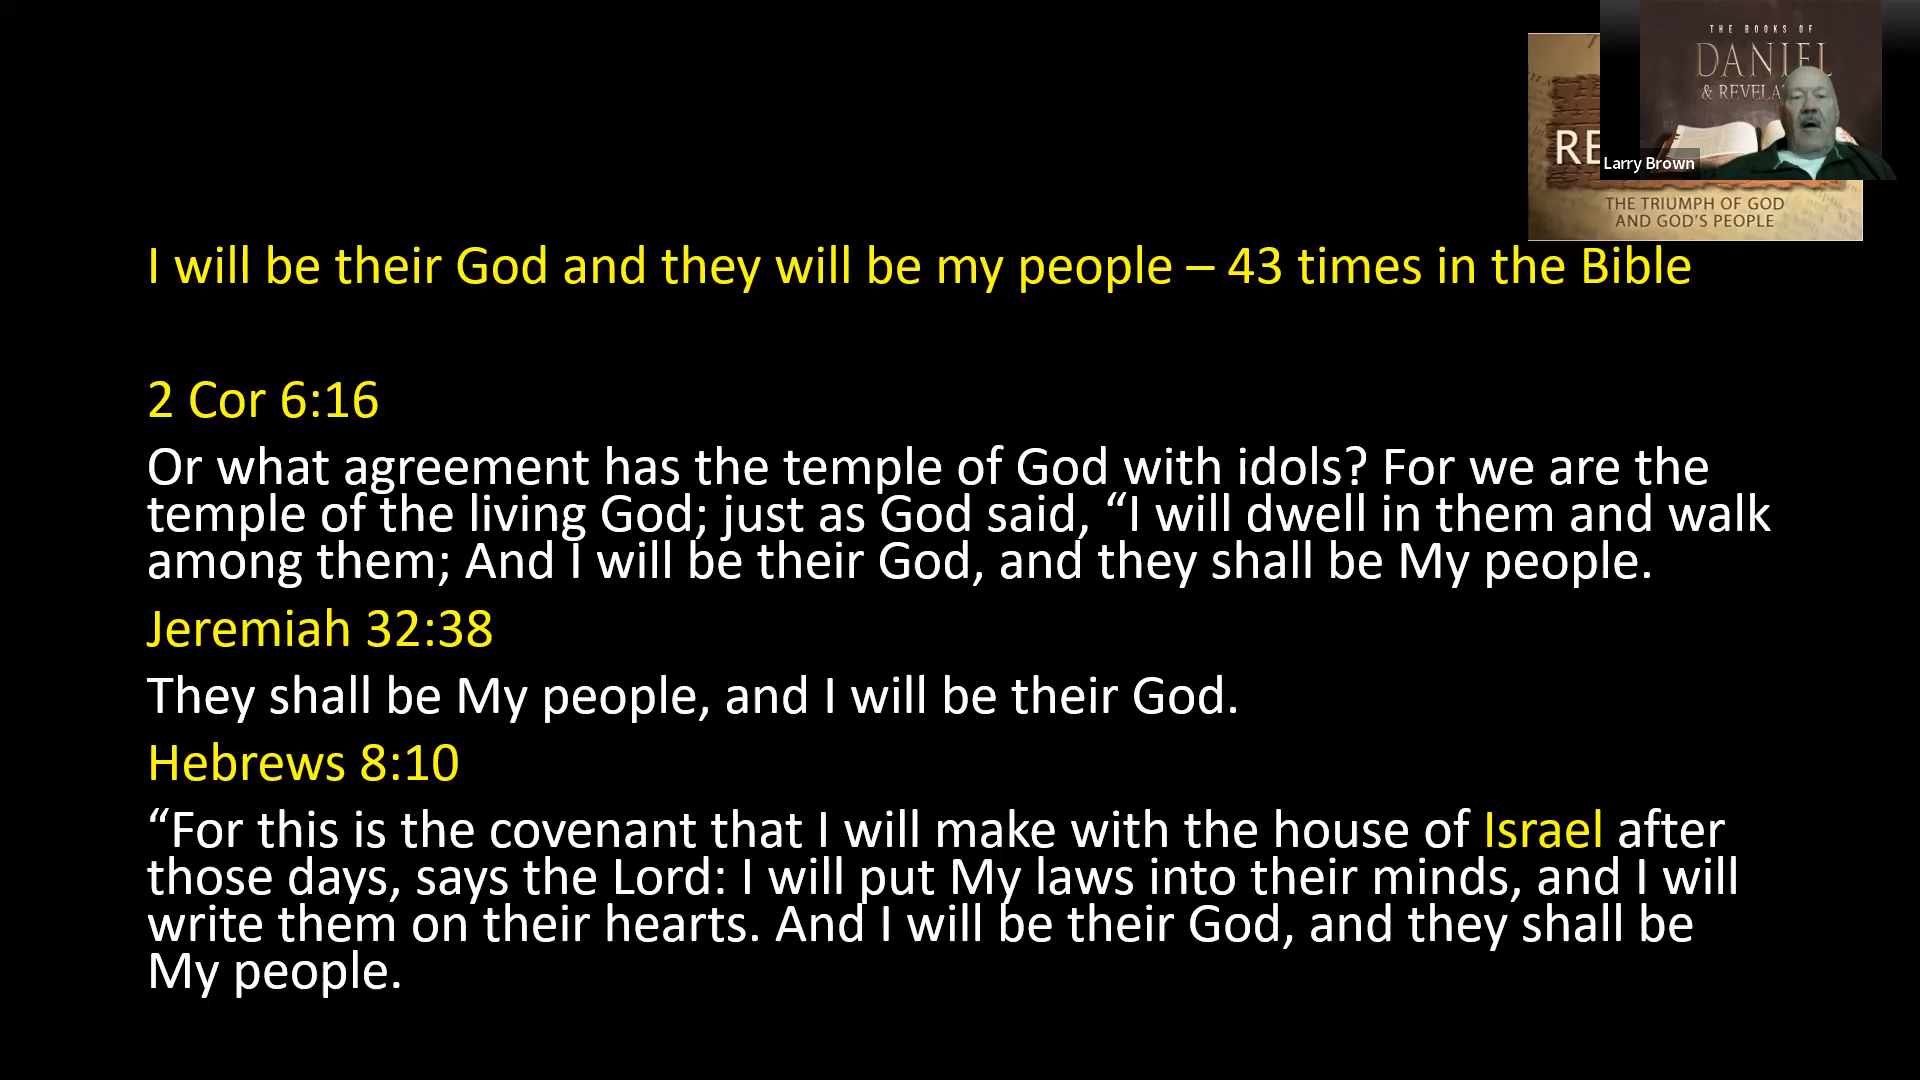 THE BOOKS OF
DANIEL
& REVELA
RE
Larry Brown
THE TRIUMPH OF GOD
AND GOD'S PEOPLE
I will be their God and they will be my people – 43 times in the Bible
2 Cor 6:16
Or what agreement has the temple of God with idols? For we are the
temple of the living God; just as God said, “I will dwell in them and walk
among them; And I will be their God, and they shall be My people.
Jeremiah 32:38
They shall be My people, and I will be their God.
Hebrews 8:10
“For this is the covenant that I will make with the house of Israel after
those days, says the Lord: I will put My laws into their minds, and I will
write them on their hearts. And I will be their God, and they shall be
My people.